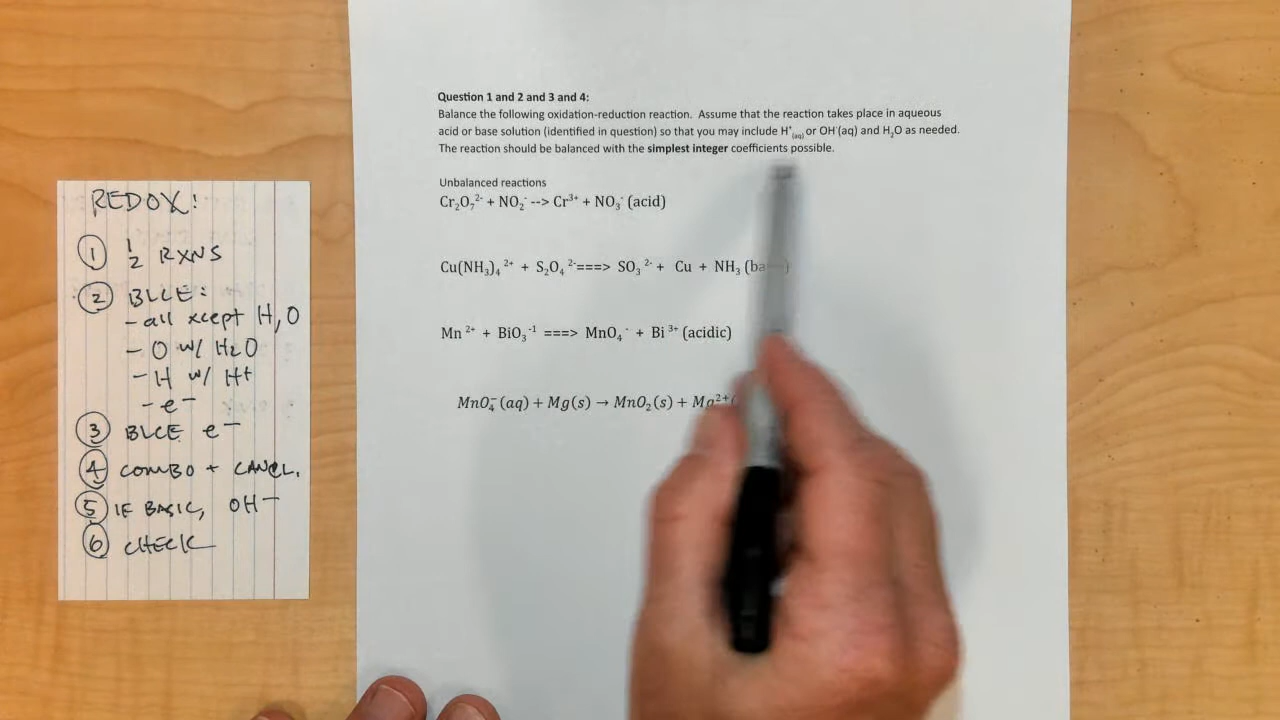 REDOX!
① ½ RXNS
② BLCE:
- all xcept H, O
- O w/ H2O
- H w/ H+
- e-
③ BLCE e-
④ COMBO + CANCL.
⑤ IF BASIC, OH-
⑥ CHECK
Question 1 and 2 and 3 and 4:
Balance the following oxidation-reduction reaction. Assume that the reaction takes place in aqueous
acid or base solution (identified in question) so that you may include H⁺(aq) or OH⁻(aq) and H₂O as needed.
The reaction should be balanced with the simplest integer coefficients possible.
Unbalanced reactions
Cr₂O₇²⁻ + NO₂⁻ --> Cr³⁺ + NO₃⁻ (acid)
Cu(NH₃)₄ ²⁺ + S₂O₄ ²⁻===> SO₃ ²⁻ + Cu + NH₃
Mn ²⁺ + BiO₃⁻¹ ===> MnO₄⁻ + Bi ³⁺ (acidic)
MnO₄⁻ (aq) + Mg(s) → MnO₂(s) + Mg²⁺